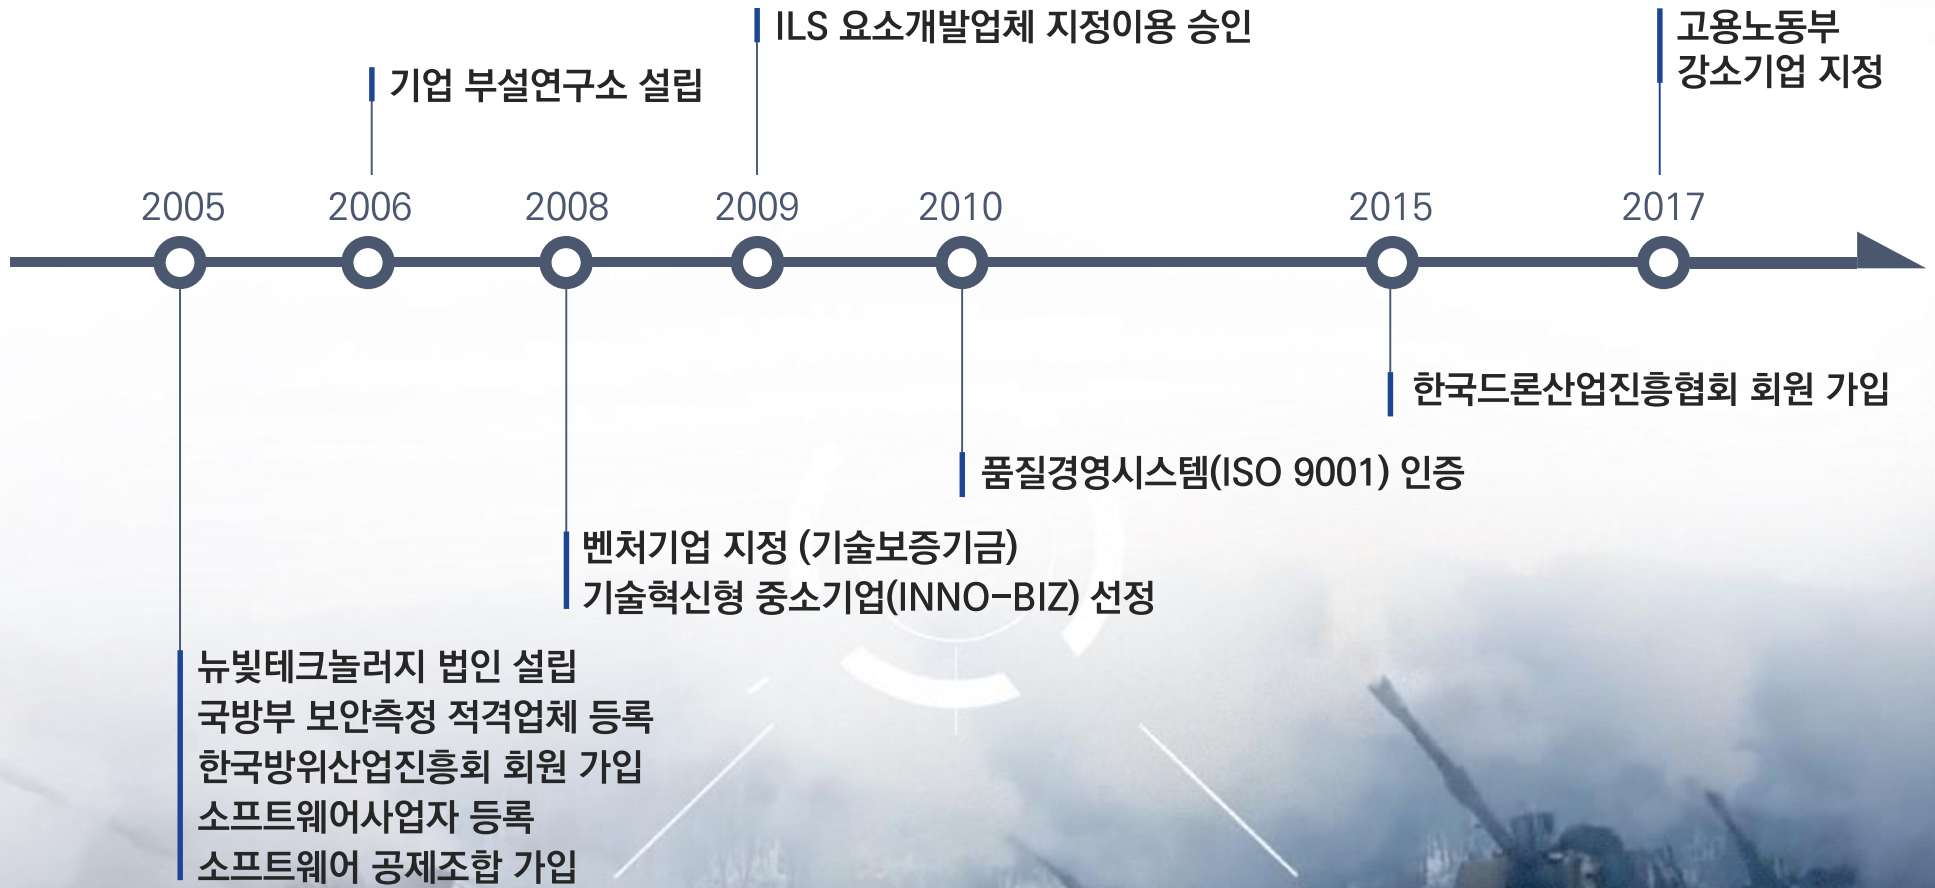 ILS 요소개발업체 지정이용 승인
고용노동부
강소기업 지정
기업 부설연구소 설립
2005
2006
2008
2009
2010
2015
2017
한국드론산업진흥협회 회원 가입
품질경영시스템(ISO 9001) 인증
벤처기업 지정 (기술보증기금)
기술혁신형 중소기업(INNO-BIZ) 선정
뉴빛테크놀러지 법인 설립
국방부 보안측정 적격업체 등록
한국방위산업진흥회 회원 가입
소프트웨어사업자 등록
소프트웨어 공제조합 가입